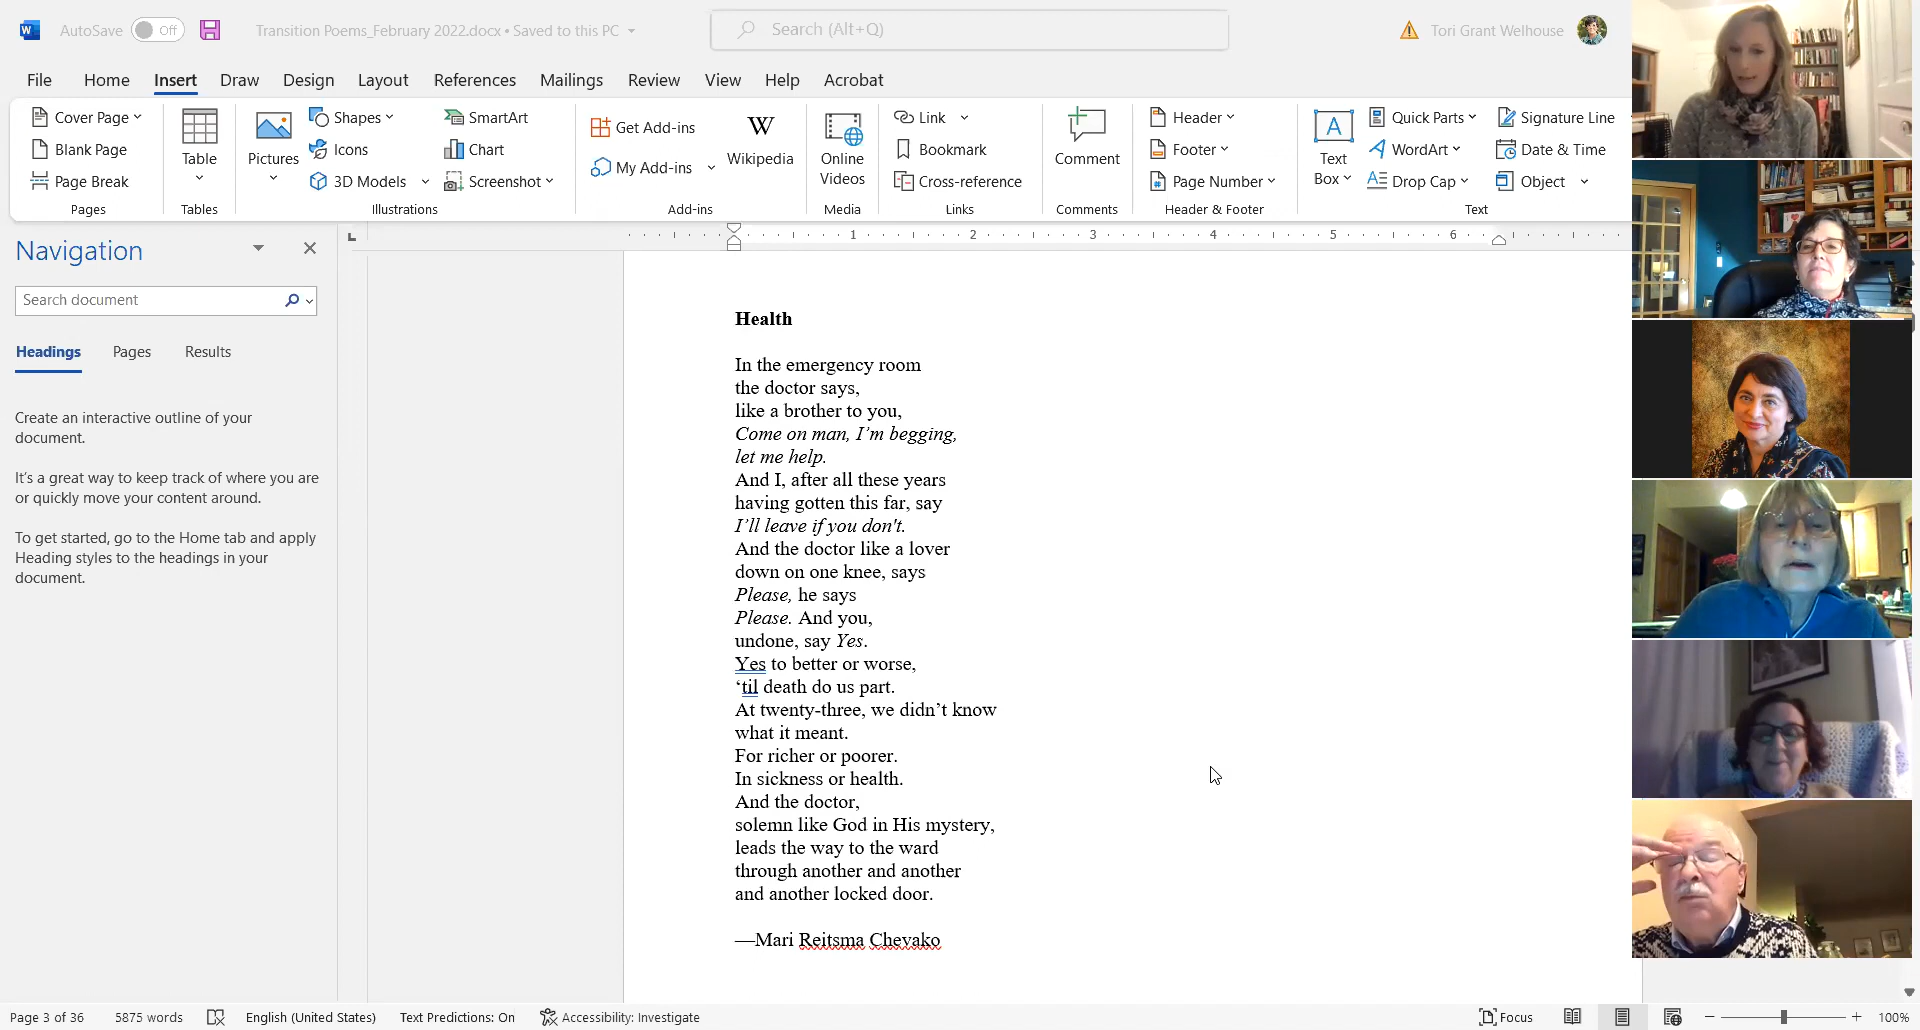 AutoSave Off Transition Poems_February 2022.docx • Saved to this PC Search (Alt+Q) Tori Grant Welhouse
File Home Insert Draw Design Layout References Mailings Review View Help Acrobat
Cover Page
Blank Page
Page Break
Pages
Table
Tables
Pictures
Shapes
Icons
3D Models
SmartArt
Chart
Screenshot
Illustrations
Get Add-ins
My Add-ins
W
Wikipedia
Add-ins
Online
Videos
Media
Link
Bookmark
Cross-reference
Links
Comment
Comments
Header
Footer
Page Number
Header & Footer
A
Text
Box
Quick Parts
WordArt
Drop Cap
Signature Line
Date & Time
Object
Text
Navigation
Search document
Headings Pages Results
Create an interactive outline of your
document.
It's a great way to keep track of where you are
or quickly move your content around.
To get started, go to the Home tab and apply
Heading styles to the headings in your
document.
1 2 3 4 5 6
Health
In the emergency room
the doctor says,
like a brother to you,
Come on man, I'm begging,
let me help.
And I, after all these years
having gotten this far, say
I'll leave if you don't.
And the doctor like a lover
down on one knee, says
Please, he says
Please. And you,
undone, say Yes.
Yes to better or worse,
‘til death do us part.
At twenty-three, we didn't know
what it meant.
For richer or poorer.
In sickness or health.
And the doctor,
solemn like God in His mystery,
leads the way to the ward
through another and another
and another locked door.
—Mari Reitsma Chevako
Page 3 of 36 5875 words English (United States) Text Predictions: On Accessibility: Investigate Focus 100%